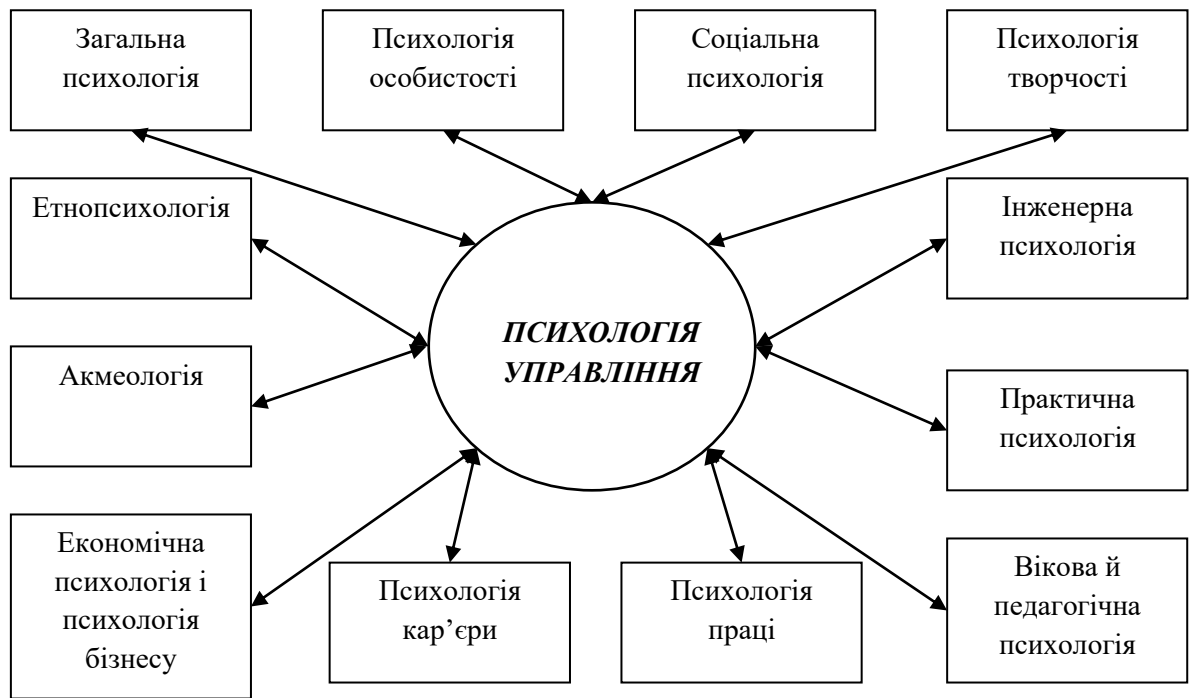 Загальна
психологія
Психологія
особистості
Соціальна
психологія
Психологія
творчості
Етнопсихологія
Інженерна
психологія
ПСИХОЛОГІЯ
УПРАВЛІННЯ
Акмеологія
Практична
психологія
Економічна
психологія і
психологія
бізнесу
Психологія
кар’єри
Психологія
праці
Вікова й
педагогічна
психологія